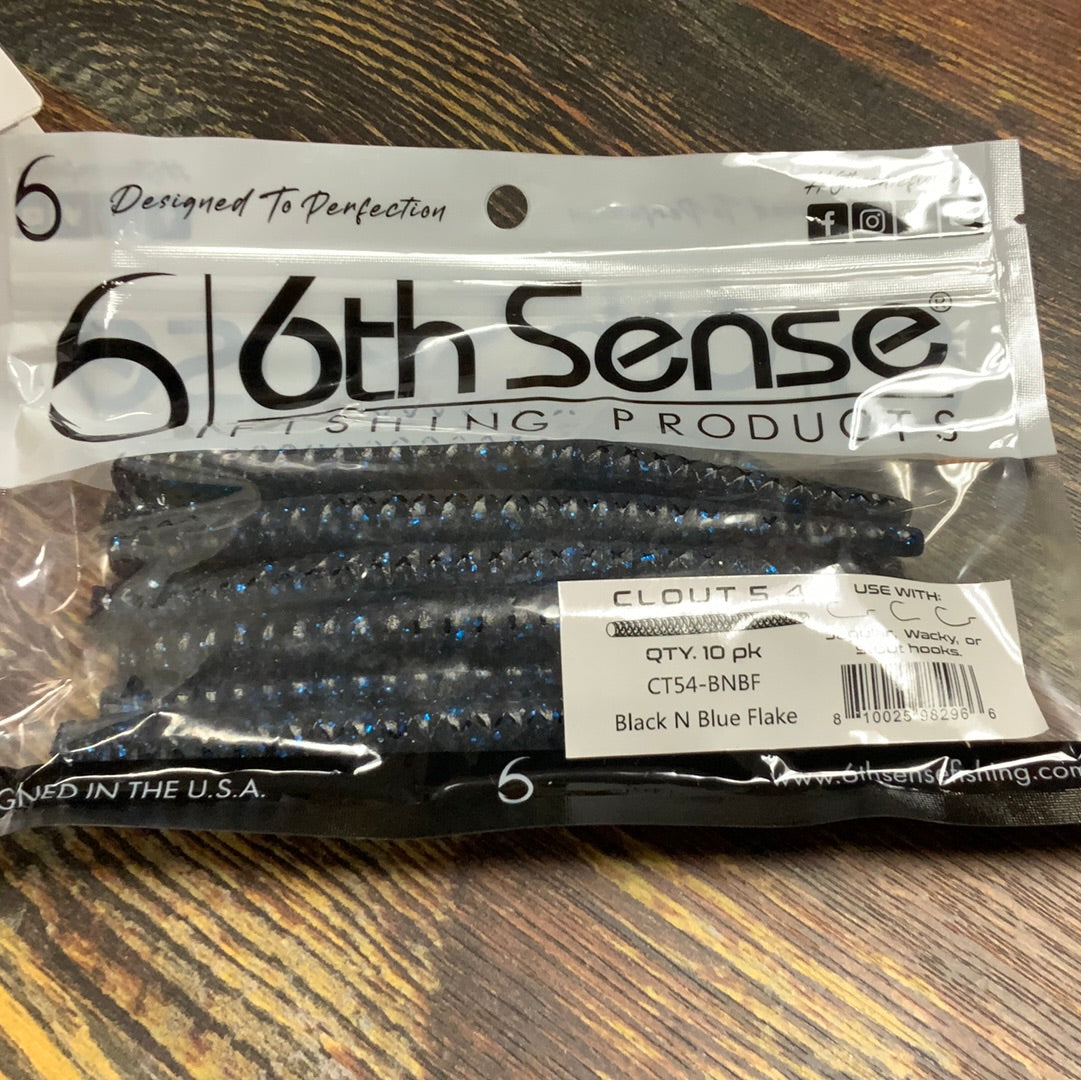 6 Designed To Perfection
6 6th Sense®
FISHING PRODUCTS
CLOUT 5.4
USE WITH:
QTY. 10 pk
wacky, or
hooks.
CT54-BNBF
Black N Blue Flake
8 10025 98296 6
GNED IN THE U.S.A.
6
www.6thsensefishing.com